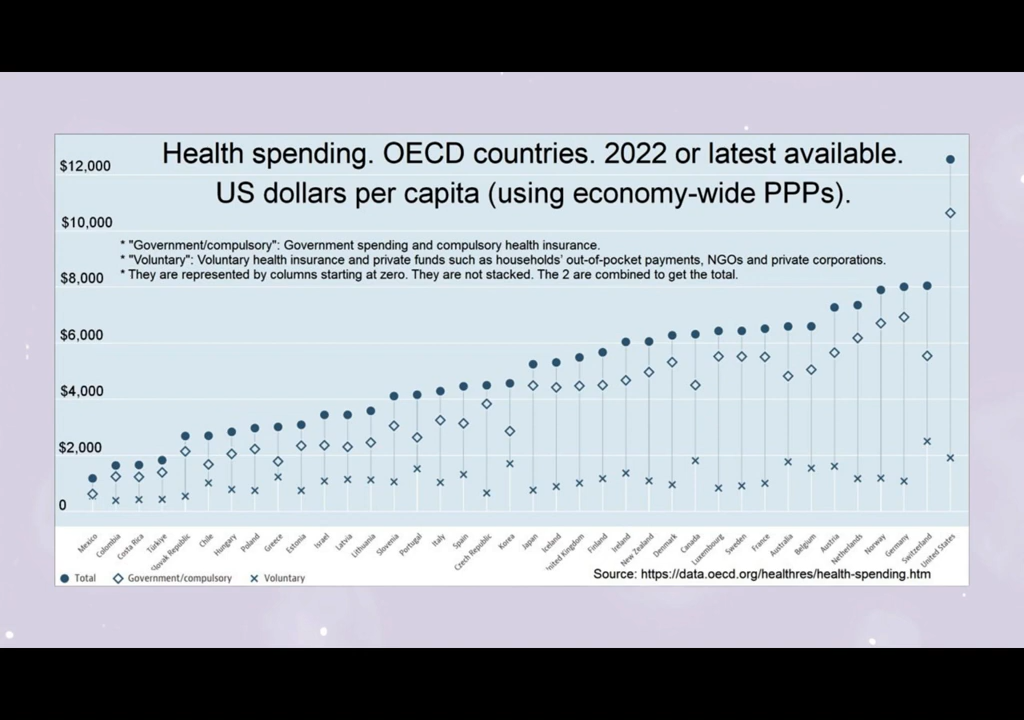 Health spending. OECD countries. 2022 or latest available.
US dollars per capita (using economy-wide PPPs).
* "Government/compulsory": Government spending and compulsory health insurance.
* "Voluntary": Voluntary health insurance and private funds such as households' out-of-pocket payments, NGOs and private corporations.
* They are represented by columns starting at zero. They are not stacked. The 2 are combined to get the total.
$12,000
$10,000
$8,000
$6,000
$4,000
$2,000
0
Mexico
Colombia
Costa Rica
Türkiye
Slovak Republic
Chile
Hungary
Poland
Greece
Estonia
Israel
Latvia
Lithuania
Slovenia
Portugal
Italy
Spain
Czech Republic
Korea
Japan
Iceland
United Kingdom
Finland
Ireland
New Zealand
Denmark
Canada
Luxembourg
Sweden
France
Australia
Belgium
Austria
Netherlands
Norway
Germany
Switzerland
United States
Total Government/compulsory Voluntary
Source: https://data.oecd.org/healthres/health-spending.htm